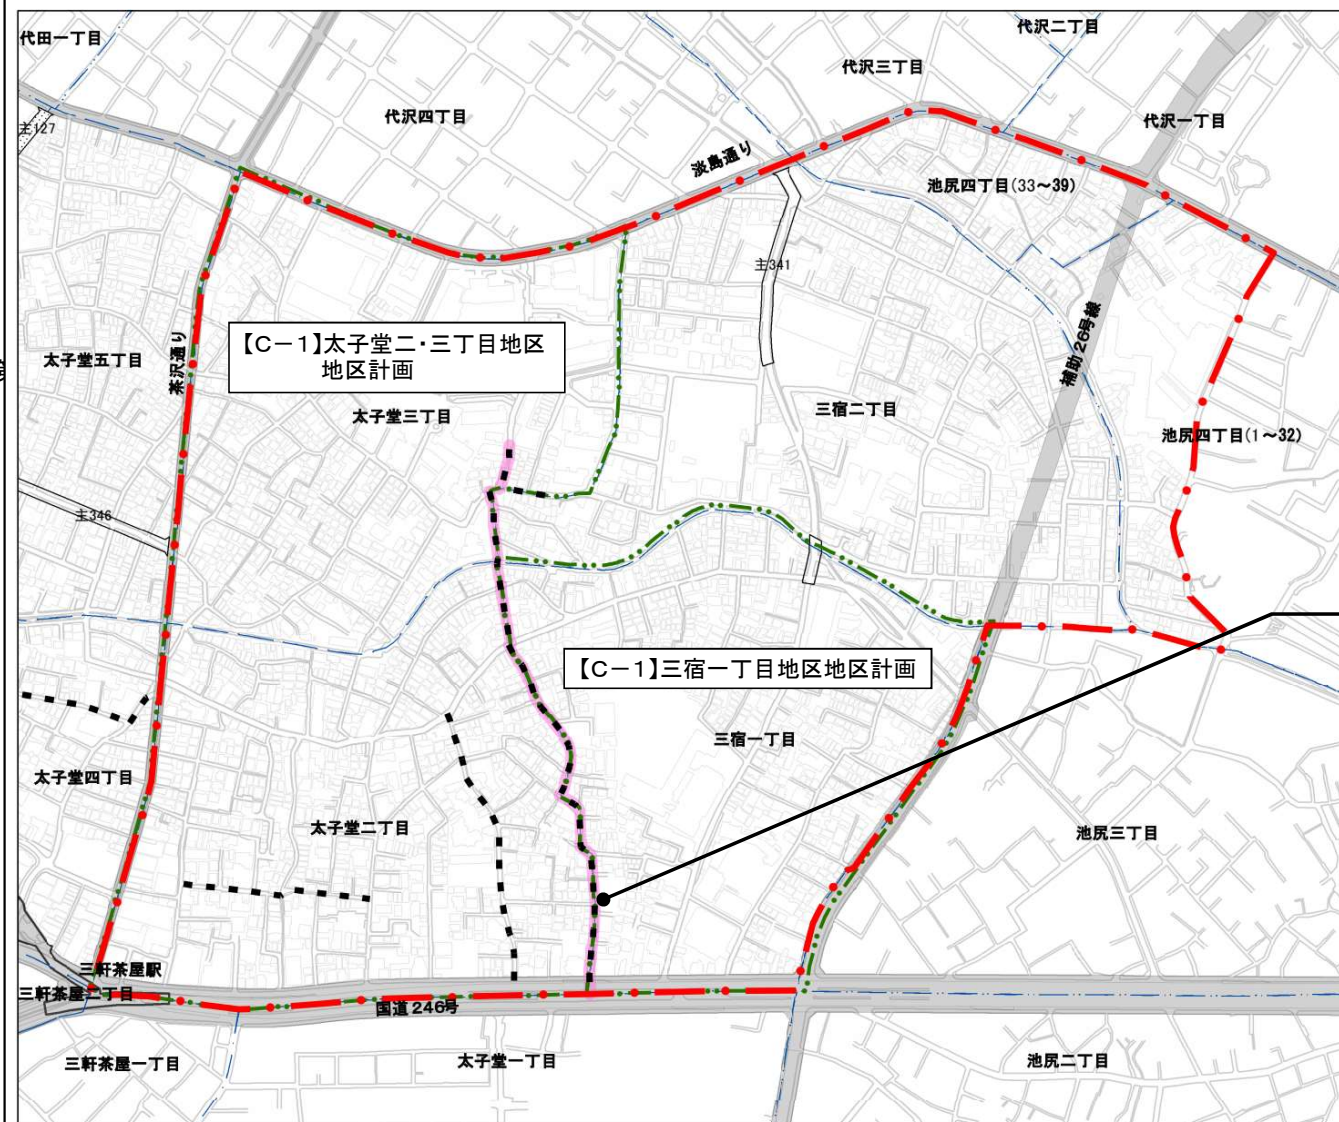 代田一丁目
代沢二丁目
代沢三丁目
代沢四丁目
代沢一丁目
主127
淡島通り
池尻四丁目(33～39)
主341
補助26号線
【C－1】太子堂二・三丁目地区
地区計画
茶沢通り
太子堂五丁目
太子堂三丁目
三宿二丁目
池尻四丁目(1～32)
主346
【C－1】三宿一丁目地区地区計画
三宿一丁目
太子堂四丁目
太子堂二丁目
池尻三丁目
三軒茶屋駅
三軒茶屋二丁目
国道246号
三軒茶屋一丁目
太子堂一丁目
池尻二丁目